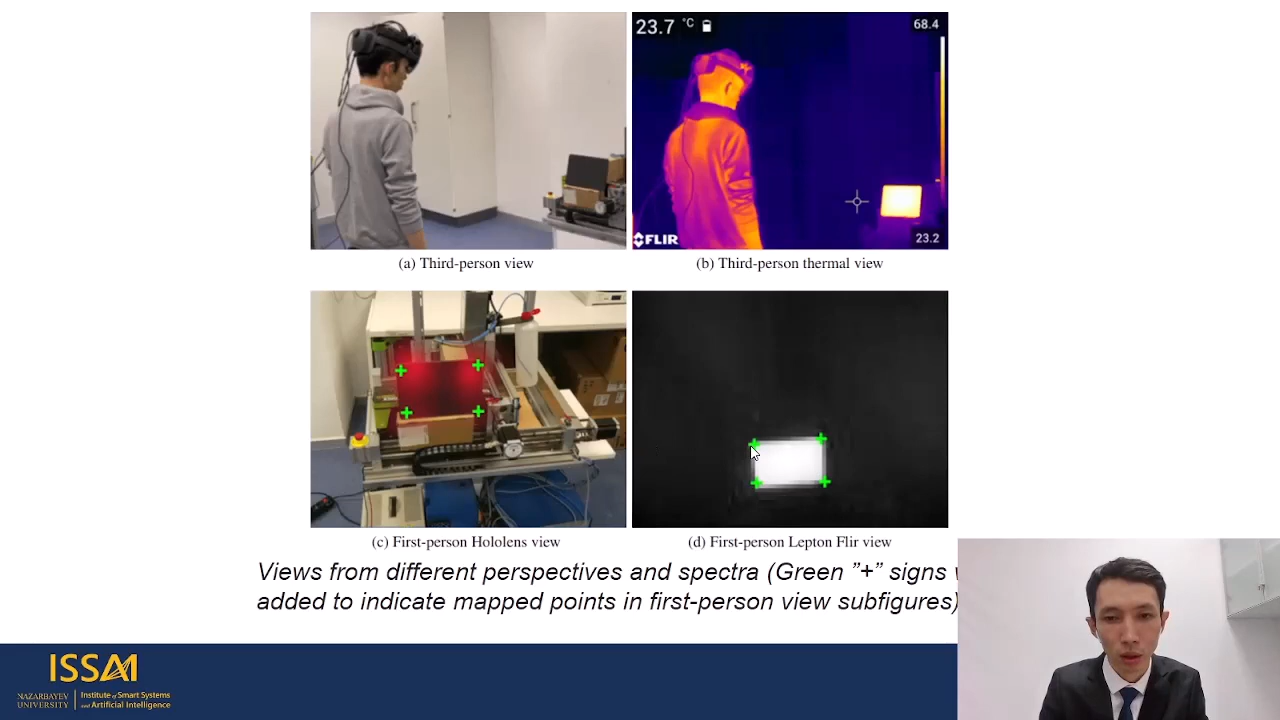 23.7 °C
68.4
FLIR
23.2
(a) Third-person view
(b) Third-person thermal view
(c) First-person Hololens view
(d) First-person Lepton Flir view
Views from different perspectives and spectra (Green ”+” signs
added to indicate mapped points in first-person view subfigures)
ISSAI
NAZARBAYEV
UNIVERSITY
Institute of Smart Systems
and Artificial Intelligence